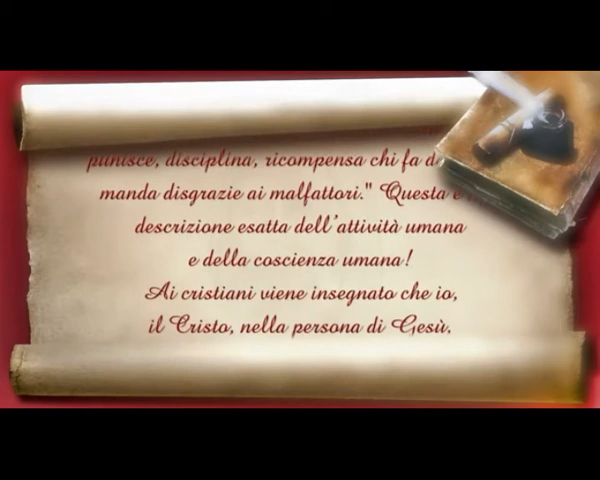 punisce, disciplina, ricompensa chi fa
manda disgrazie ai malfattori." Questa è
descrizione esatta dell'attività umana
e della coscienza umana!
Ai cristiani viene insegnato che io,
il Cristo, nella persona di Gesù,